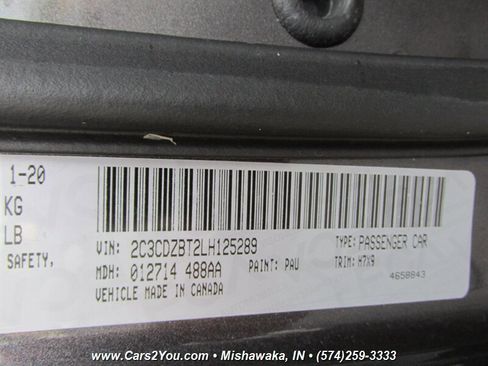 1-20
KG
LB
SAFETY,
VIN: 2C3CDZBT2LH125289
TYPE: PASSENGER CAR
MDH: 012714 488AA
PAINT: PAU
TRIM: H7X9
VEHICLE MADE IN CANADA
4658843
www.Cars2You.com - Mishawaka, IN - (574)259-3333